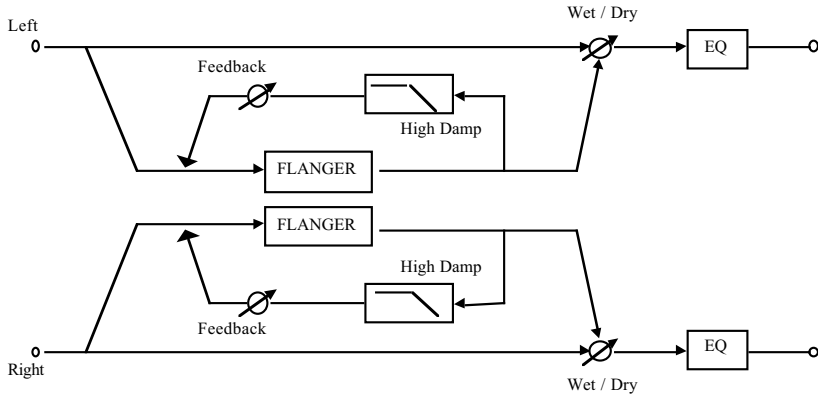 Wet / Dry
Left
EQ
Feedback
High Damp
FLANGER
FLANGER
High Damp
Feedback
EQ
Right
Wet / Dry